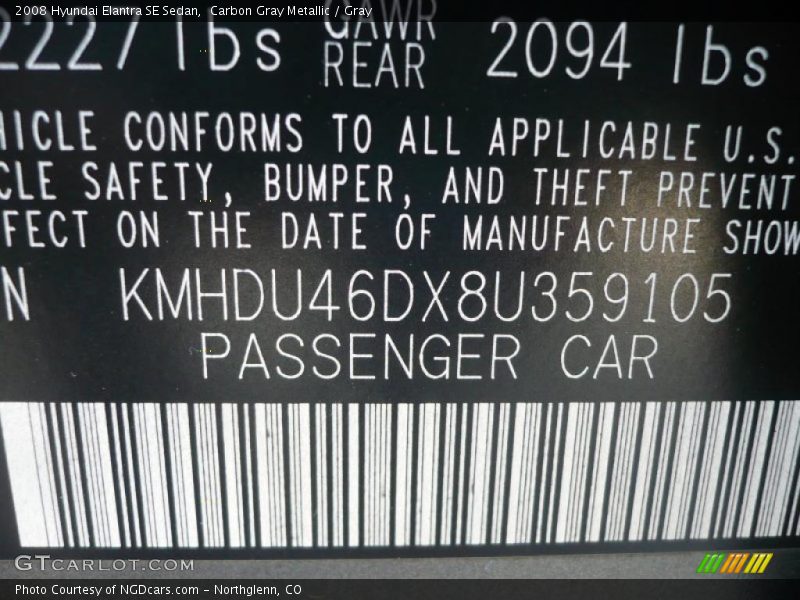 2008 Hyundai Elantra SE Sedan,  Carbon Gray Metallic / Gray
2227 lbs GAWR REAR 2094 lbs
HICLE CONFORMS TO ALL APPLICABLE U.S.
CLE SAFETY, BUMPER, AND THEFT PREVENT
FFECT ON THE DATE OF MANUFACTURE SHOW
N KMHDU46DX8U359105
PASSENGER CAR
GTCARLOT.COM
Photo Courtesy of NGDcars.com – Northglenn, CO